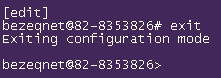 [edit]
bezeqnet@82-8353826# exit
Exiting configuration mode
bezeqnet@82-8353826>